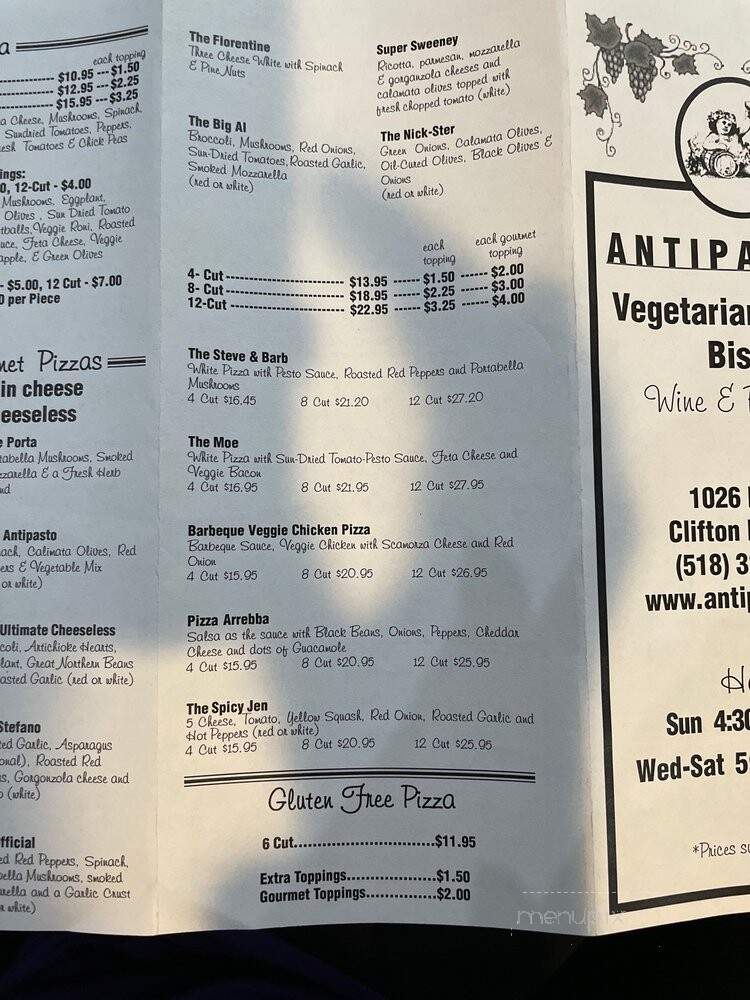 each topping
$10.95 --- $1.50
$12.95 --- $2.25
$15.95 --- $3.25
a Cheese, Mushrooms, Spinach,
Sundried Tomatoes, Peppers,
Tomatoes & Chick Peas
12-Cut - $4.00
Mushrooms, Eggplant,
Olives , Sun Dried Tomato
Veggie Roni, Roasted
Feta Cheese, Veggie
& Green Olives
- $5.00, 12 Cut - $7.00
per Piece
Pizzas
in cheese
Porta
Mushrooms, Smoked
& a Fresh Herb
Antipasto
Calimata Olives, Red
& Vegetable Mix
or white)
Ultimate Cheeseless
Artichioke Hearts,
Great Northern Beans
Garlic (red or white)
Stefano
Garlic, Asparagus
Roasted Red
Gorgonzola cheese and
(white)
Red Peppers, Spinach,
Mushrooms, smoked
and a Garlic Crust
or white)
The Florentine
Three Cheese White with Spinach
& Pine Nuts
The Big Al
Broccoli, Mushrooms, Red Onions,
Sun-Dried Tomatoes, Roasted Garlic,
Smoked Mozzarella
(red or white)
Super Sweeney
Ricotta, parmesan, mozzarella
& gorganzola cheeses and
calamata olives topped with
fresh chopped tomato (white)
The Nick-Ster
Green Onions, Calamata Olives,
Oil-Cured Olives, Black Olives &
Onions
(red or white)
each topping
each gourmet topping
4- Cut ---- $13.95 ------ $1.50 ------ $2.00
8- Cut ---- $18.95 ------ $2.25 ------ $3.00
12-Cut ---- $22.95 ------ $3.25 ------ $4.00
The Steve & Barb
White Pizza with Pesto Sauce, Roasted Red Peppers and Portabella
Mushrooms
4 Cut $16.45 8 Cut $21.20 12 Cut $27.20
The Moe
White Pizza with Sun-Dried Tomato-Pesto Sauce, Feta Cheese and
Veggie Bacon
4 Cut $16.95 8 Cut $21.95 12 Cut $27.95
Barbeque Veggie Chicken Pizza
Barbeque Sauce, Veggie Chicken with Scamorza Cheese and Red
Onion
4 Cut $15.95 8 Cut $20.95 12 Cut $26.95
Pizza Arrebba
Salsa as the sauce with Black Beans, Onions, Peppers, Cheddar
Cheese and dots of Guacamole
4 Cut $15.95 8 Cut $20.95 12 Cut $25.95
The Spicy Jen
5 Cheese, Tomato, Yellow Squash, Red Onion, Roasted Garlic and
Hot Peppers (red or white)
4 Cut $15.95 8 Cut $20.95 12 Cut $25.95
Gluten Free Pizza
6 Cut............................$11.95
Extra Toppings..................$1.50
Gourmet Toppings..............$2.00
ANTIPA
Vegetarian
Bis
Wine &
1026
Clifton
(518) 3
www.antip
Sun 4:30
Wed-Sat 5
*Prices su
menupix